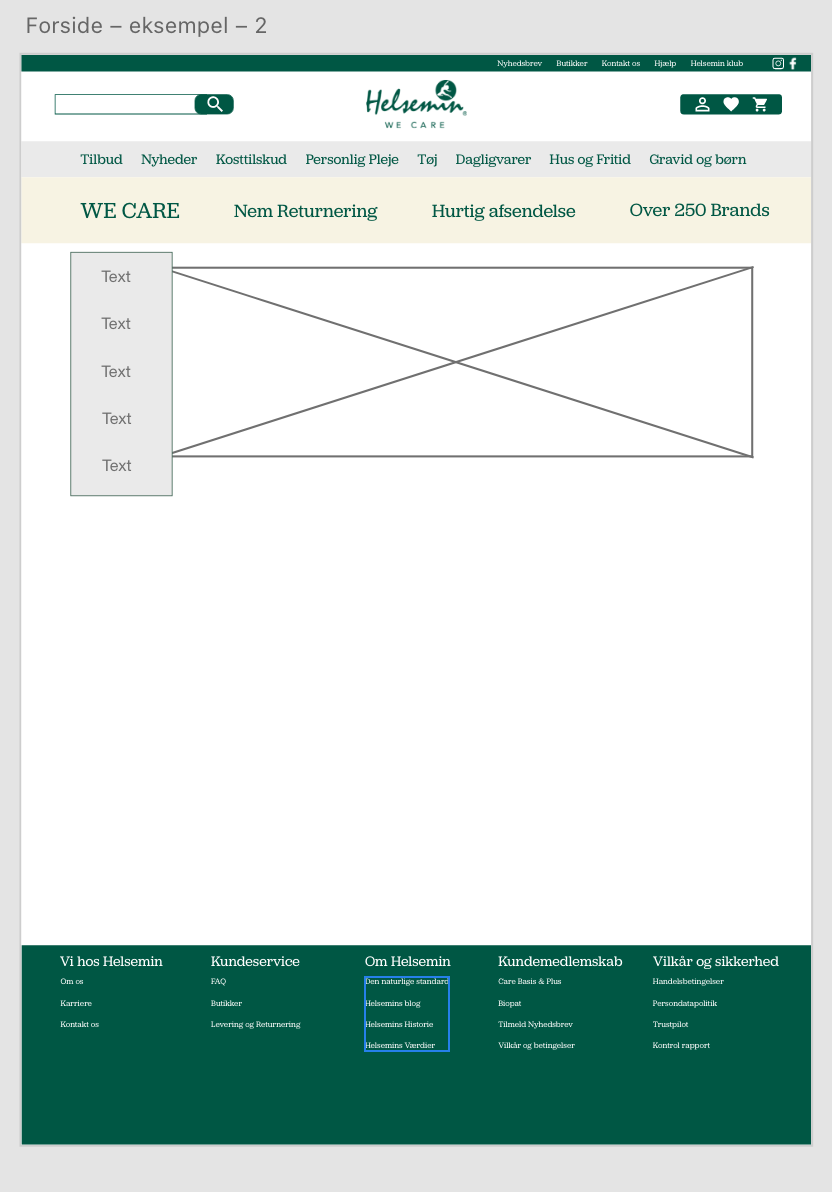 Forside – eksempel – 2
Nyhedsbrev Butikker Kontakt os Hjælp Helsemin klub
Helsemin®
WE CARE
Tilbud Nyheder Kosttilskud Personlig Pleje Tøj Dagligvarer Hus og Fritid Gravid og børn
WE CARE Nem Returnering Hurtig afsendelse Over 250 Brands
Text
Text
Text
Text
Text
Vi hos Helsemin Kundeservice Om Helsemin Kundemedlemskab Vilkår og sikkerhed
Om os FAQ Den naturlige standard Care Basis & Plus Handelsbetingelser
Karriere Butikker Helsemins blog Biopat Persondatapolitik
Kontakt os Levering og Returnering Helsemins Historie Tilmeld Nyhedsbrev Trustpilot
Helsemins Værdier Vilkår og betingelser Kontrol rapport